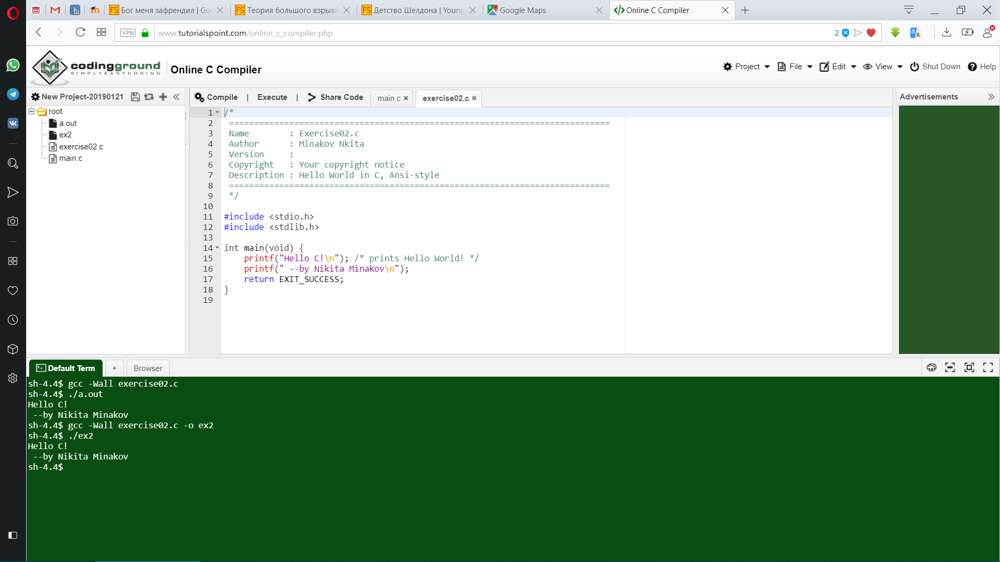 Бог меня зафрендил | Go
Теория большого взрыва
Детство Шелдона | Young
Google Maps
Online C Compiler
VPN
www.tutorialspoint.com/online_c_compiler.php
2
codingground
SIMPLYEASYCODING
Online C Compiler
Project
File
Edit
View
Shut Down
Help
New Project-20190121
Compile | Execute | Share Code
main.c
exercise02.c
Advertisements
root
a.out
ex2
exercise02.c
main.c
1 /*
2 ============================================================================
3 Name        : Exercise02.c
4 Author      : Minakov Nkita
5 Version     :
6 Copyright   : Your copyright notice
7 Description : Hello World in C, Ansi-style
8 ============================================================================
9 */
10
11 #include <stdio.h>
12 #include <stdlib.h>
13
14 int main(void) {
15     printf("Hello C!\n"); /* prints Hello World! */
16     printf(" --by Nikita Minakov\n");
17     return EXIT_SUCCESS;
18 }
19
Default Term
+
Browser
sh-4.4$ gcc -Wall exercise02.c
sh-4.4$ ./a.out
Hello C!
 --by Nikita Minakov
sh-4.4$ gcc -Wall exercise02.c -o ex2
sh-4.4$ ./ex2
Hello C!
 --by Nikita Minakov
sh-4.4$